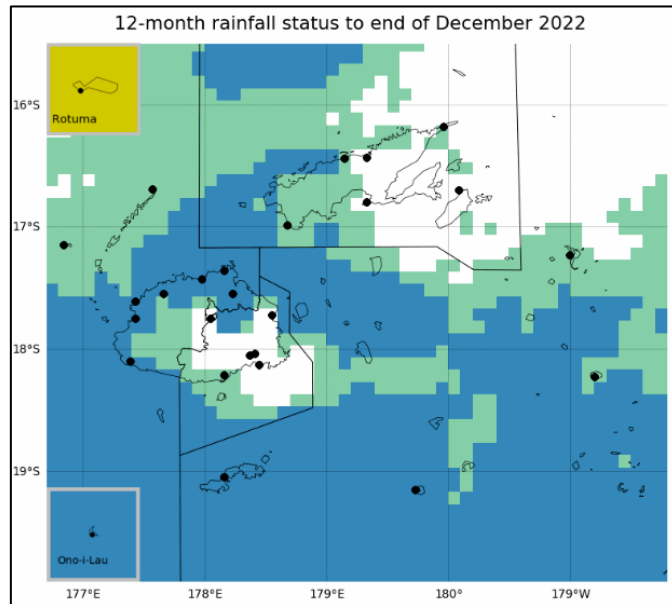 12-month rainfall status to end of December 2022
Rotuma
16°S
17°S
18°S
19°S
Ono-i-Lau
177°E
178°E
179°E
180°
179°W